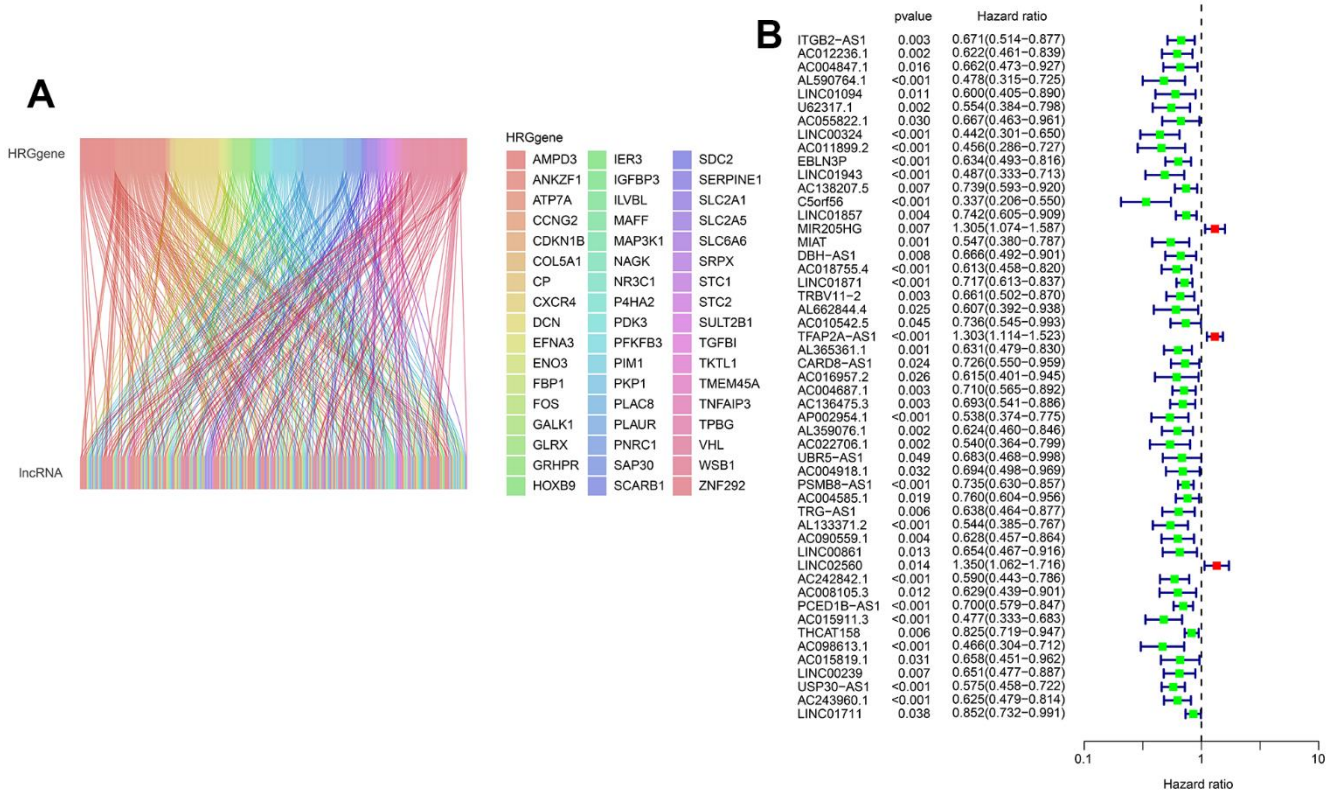 A
HRGgene
lncRNA
HRGgene
AMPD3 IER3 SDC2
ANKZF1 IGFBP3 SERPINE1
ATP7A ILVBL SLC2A1
CCNG2 MAFF SLC2A5
CDKN1B MAP3K1 SLC6A6
COL5A1 NAGK SRPX
CP NR3C1 STC1
CXCR4 P4HA2 STC2
DCN PDK3 SULT2B1
EFNA3 PFKFB3 TGFBI
ENO3 PIM1 TKTL1
FBP1 PKP1 TMEM45A
FOS PLAC8 TNFAIP3
GALK1 PLAUR TPBG
GLRX PNRC1 VHL
GRHPR SAP30 WSB1
HOXB9 SCARB1 ZNF292
B
pvalue Hazard ratio
ITGB2−AS1 0.003 0.671(0.514−0.877)
AC012236.1 0.002 0.622(0.461−0.839)
AC004847.1 0.016 0.662(0.473−0.927)
AL590764.1 <0.001 0.478(0.315−0.725)
LINC01094 0.011 0.600(0.405−0.890)
U62317.1 0.002 0.554(0.384−0.798)
AC055822.1 0.030 0.667(0.463−0.961)
LINC00324 <0.001 0.442(0.301−0.650)
AC011899.2 <0.001 0.456(0.286−0.727)
EBLN3P <0.001 0.634(0.493−0.816)
LINC01943 <0.001 0.487(0.333−0.713)
AC138207.5 0.007 0.739(0.593−0.920)
C5orf56 <0.001 0.337(0.206−0.550)
LINC01857 0.004 0.742(0.605−0.909)
MIR205HG 0.007 1.305(1.074−1.587)
MIAT 0.001 0.547(0.380−0.787)
DBH−AS1 0.008 0.666(0.492−0.901)
AC018755.4 <0.001 0.613(0.458−0.820)
LINC01871 <0.001 0.717(0.613−0.837)
TRBV11−2 0.003 0.661(0.502−0.870)
AL662844.4 0.025 0.607(0.392−0.938)
AC010542.5 0.045 0.736(0.545−0.993)
TFAP2A−AS1 <0.001 1.303(1.114−1.523)
AL365361.1 0.001 0.631(0.479−0.830)
CARD8−AS1 0.024 0.726(0.550−0.959)
AC016957.2 0.026 0.615(0.401−0.945)
AC004687.1 0.003 0.710(0.565−0.892)
AC136475.3 0.003 0.693(0.541−0.886)
AP002954.1 <0.001 0.538(0.374−0.775)
AL359076.1 0.002 0.624(0.460−0.846)
AC022706.1 0.002 0.540(0.364−0.799)
UBR5−AS1 0.049 0.683(0.468−0.998)
AC004918.1 0.032 0.694(0.498−0.969)
PSMB8−AS1 <0.001 0.735(0.630−0.857)
AC004585.1 0.019 0.760(0.604−0.956)
TRG−AS1 0.006 0.638(0.464−0.877)
AL133371.2 <0.001 0.544(0.385−0.767)
AC090559.1 0.004 0.628(0.457−0.864)
LINC00861 0.013 0.654(0.467−0.916)
LINC02560 0.014 1.350(1.062−1.716)
AC242842.1 <0.001 0.590(0.443−0.786)
AC008105.3 0.012 0.629(0.439−0.901)
PCED1B−AS1 <0.001 0.700(0.579−0.847)
AC015911.3 <0.001 0.477(0.333−0.683)
THCAT158 0.006 0.825(0.719−0.947)
AC098613.1 <0.001 0.466(0.304−0.712)
AC015819.1 0.031 0.658(0.451−0.962)
LINC00239 0.007 0.651(0.477−0.887)
USP30−AS1 <0.001 0.575(0.458−0.722)
AC243960.1 <0.001 0.625(0.479−0.814)
LINC01711 0.038 0.852(0.732−0.991)
0.1 1 10
Hazard ratio